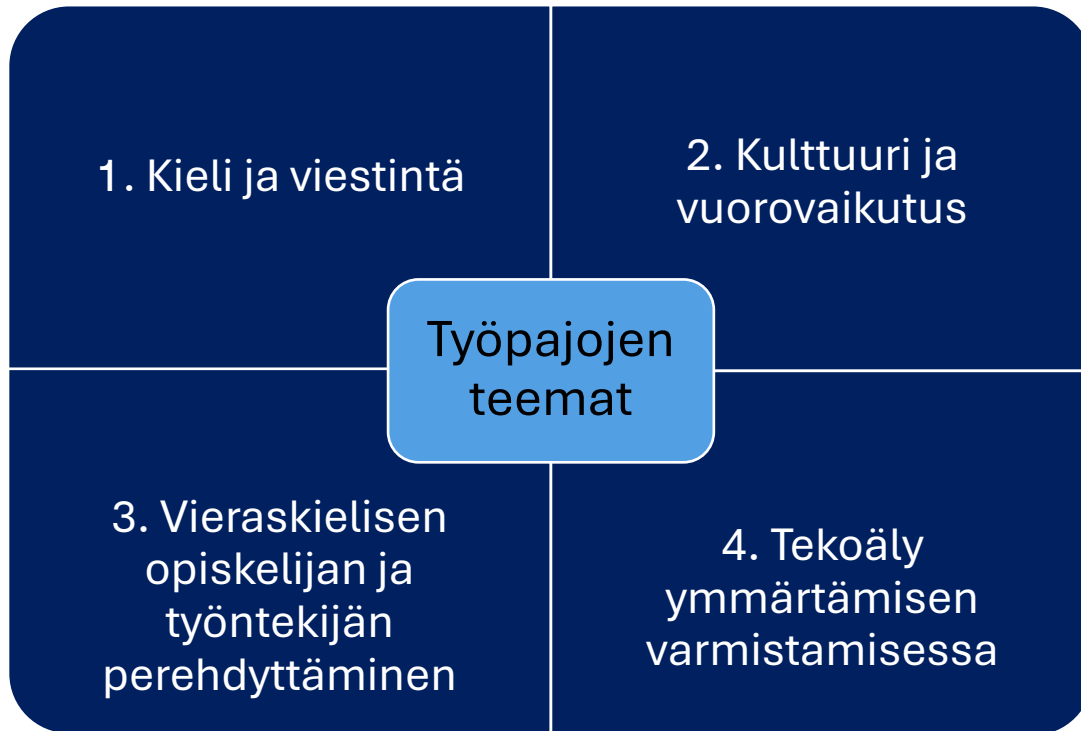 1. Kieli ja viestintä
2. Kulttuuri ja
vuorovaikutus
Työpajojen
teemat
3. Vieraskielisen
opiskelijan ja
työntekijän
perehdyttäminen
4. Tekoäly
ymmärtämisen
varmistamisessa